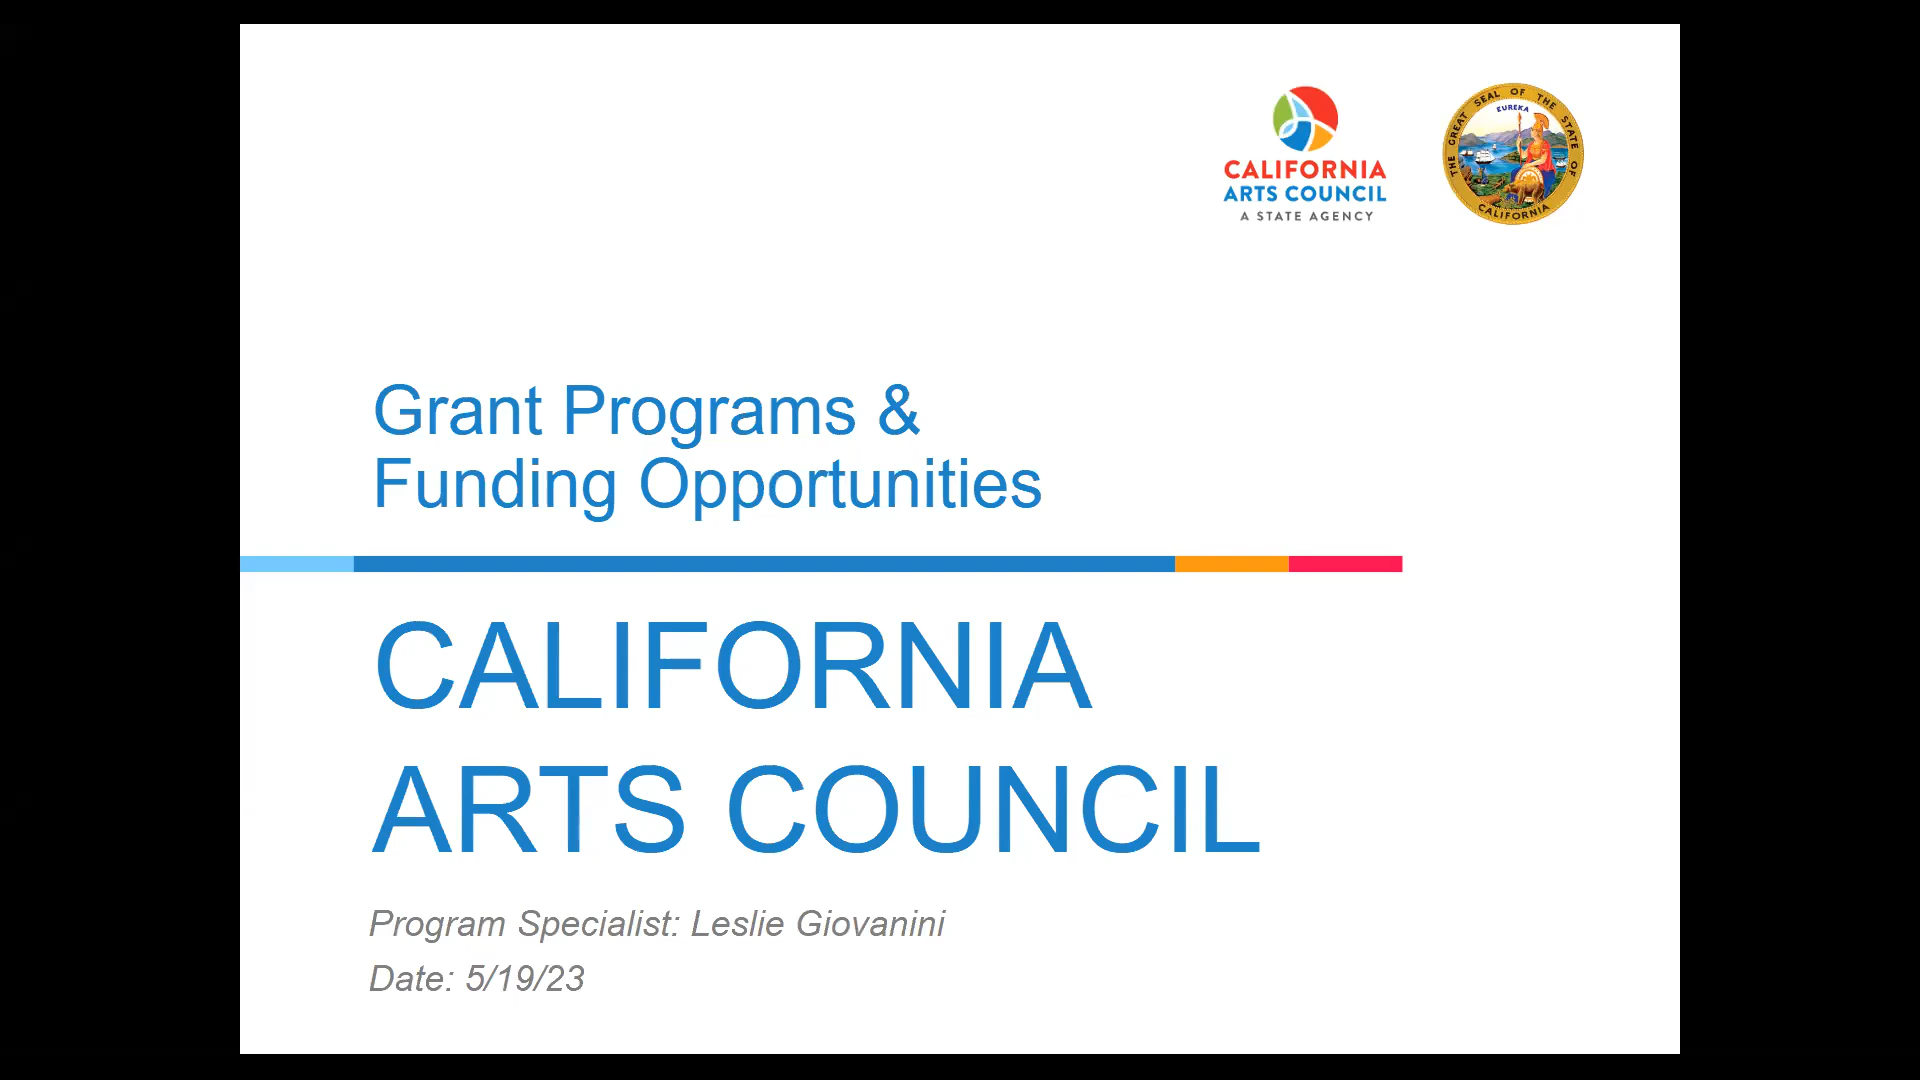 CALIFORNIA
ARTS COUNCIL
A STATE AGENCY
THE GREAT SEAL OF THE STATE OF CALIFORNIA
EUREKA
Grant Programs &
Funding Opportunities
CALIFORNIA
ARTS COUNCIL
Program Specialist: Leslie Giovanini
Date: 5/19/23